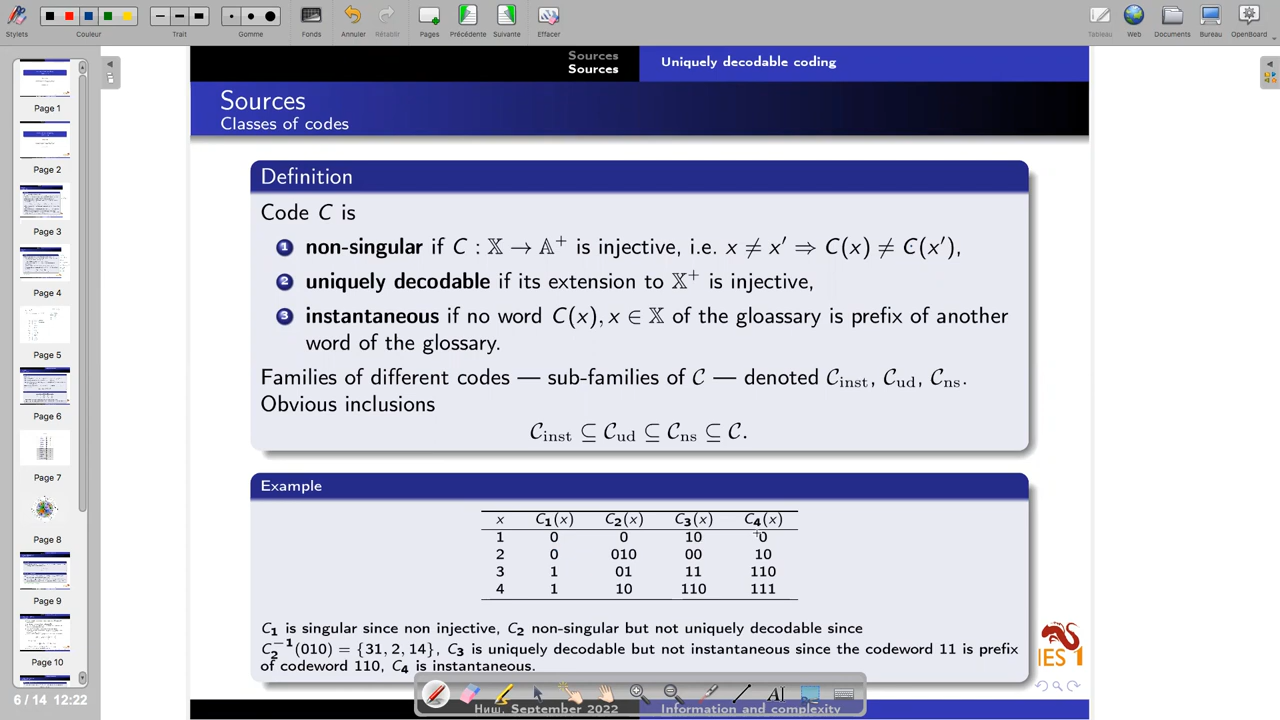 Stylets
Couleur
Trait
Gomme
Fonds
Annuler
Rétablir
Pages
Précédente
Suivante
Effacer
Tableau
Web
Documents
Bureau
OpenBoard
Sources
Sources
Uniquely decodable coding
Sources
Classes of codes
Definition
Code C is
1 non-singular if C : 𝕏 → 𝔸⁺ is injective, i.e. x ≠ x′ ⇒ C(x) ≠ C(x′),
2 uniquely decodable if its extension to 𝕏⁺ is injective,
3 instantaneous if no word C(x), x ∈ 𝕏 of the gloassary is prefix of another
word of the glossary.
Families of different codes — sub-families of 𝒞 — denoted 𝒞inst, 𝒞ud, 𝒞ns.
Obvious inclusions
𝒞inst ⊆ 𝒞ud ⊆ 𝒞ns ⊆ 𝒞.
Example
x C₁(x) C₂(x) C₃(x) C₄(x)
1 0 0 10 0
2 0 010 00 10
3 1 01 11 110
4 1 10 110 111
C₁ is singular since non injective, C₂ non-singular but not uniquely decodable since
C₂⁻¹(010) = {31, 2, 14}, C₃ is uniquely decodable but not instantaneous since the codeword 11 is prefix
of codeword 110, C₄ is instantaneous.
IES 1
Ниш, September 2022
Information and complexity
Page 1
Page 2
Page 3
Page 4
Page 5
Page 6
Page 7
Page 8
Page 9
Page 10
6 / 14 12:22